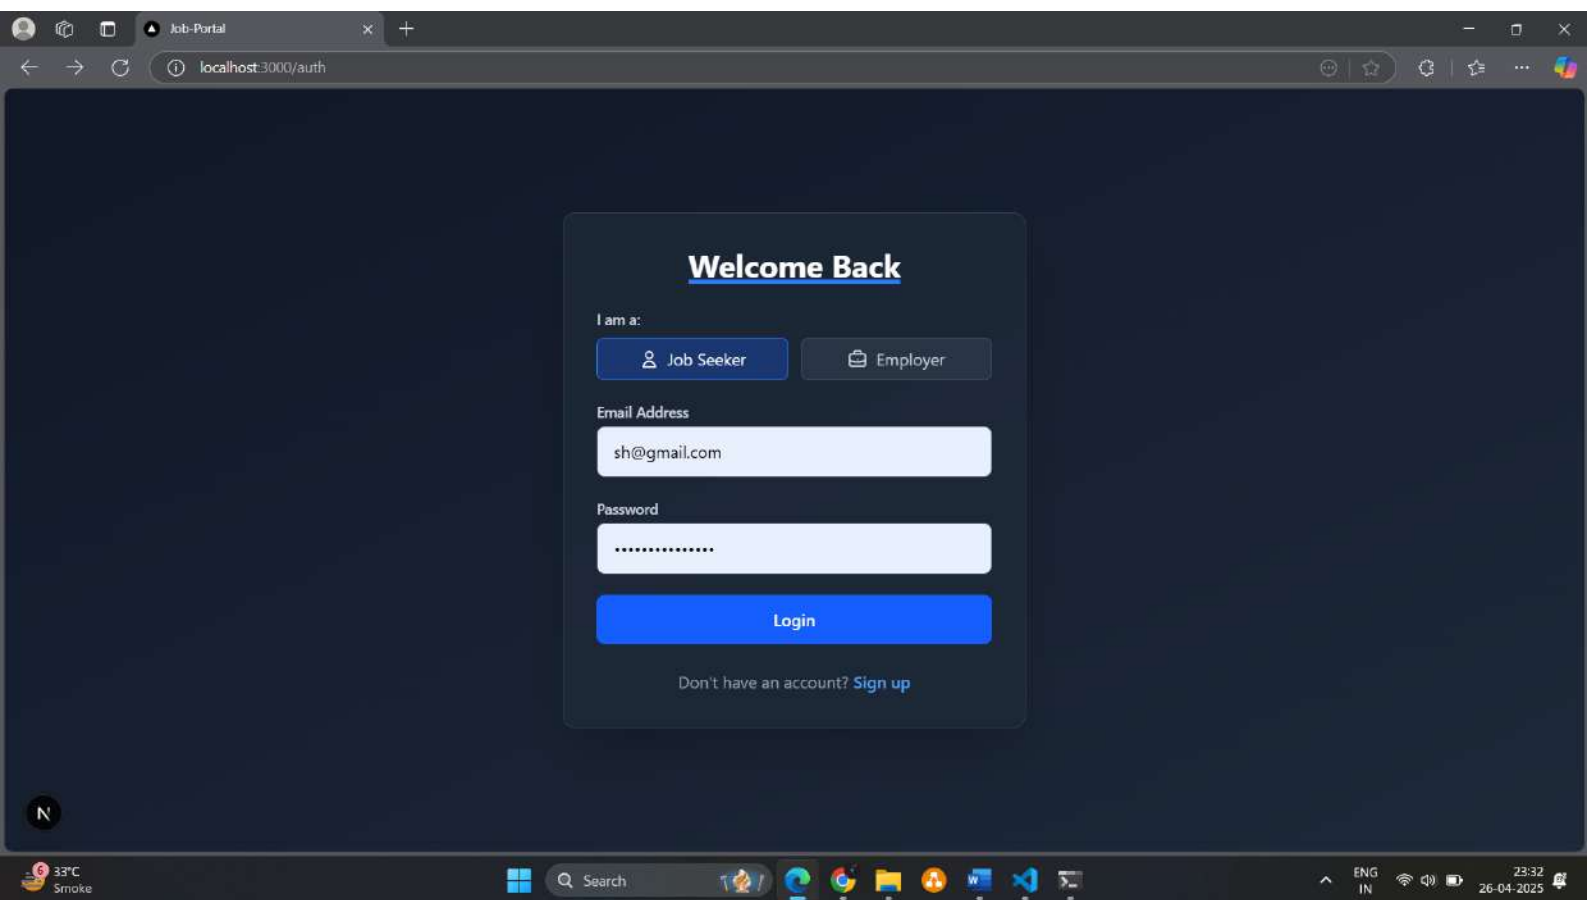 Job-Portal
localhost:3000/auth
Welcome Back
I am a:
Job Seeker
Employer
Email Address
sh@gmail.com
Password
•••••••••••••••
Login
Don't have an account? Sign up
N
6
33°C
Smoke
Search
ENG
IN
23:32
26-04-2025